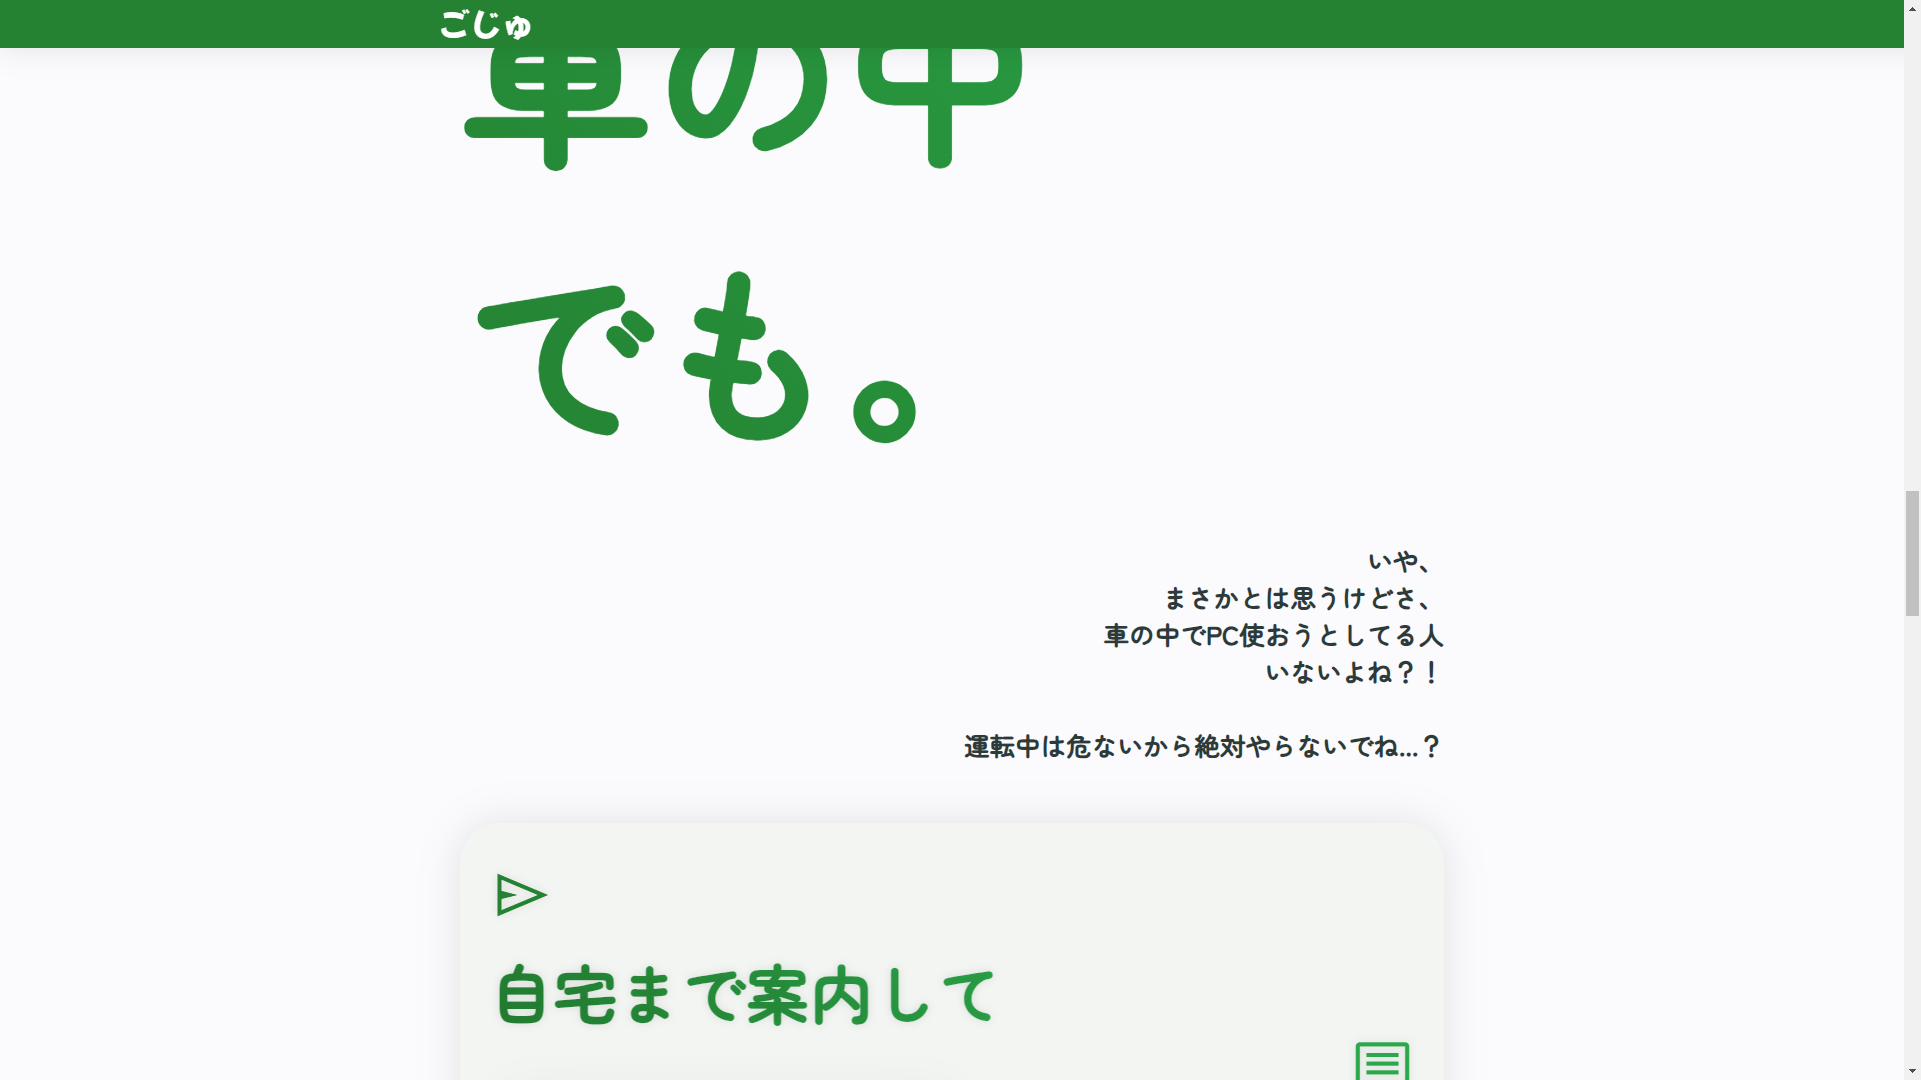 ごじゅ
車の中
でも。
いや、
まさかとは思うけどさ、
車の中でPC使おうとしてる人
いないよね？！
運転中は危ないから絶対やらないでね...？
自宅まで案内して